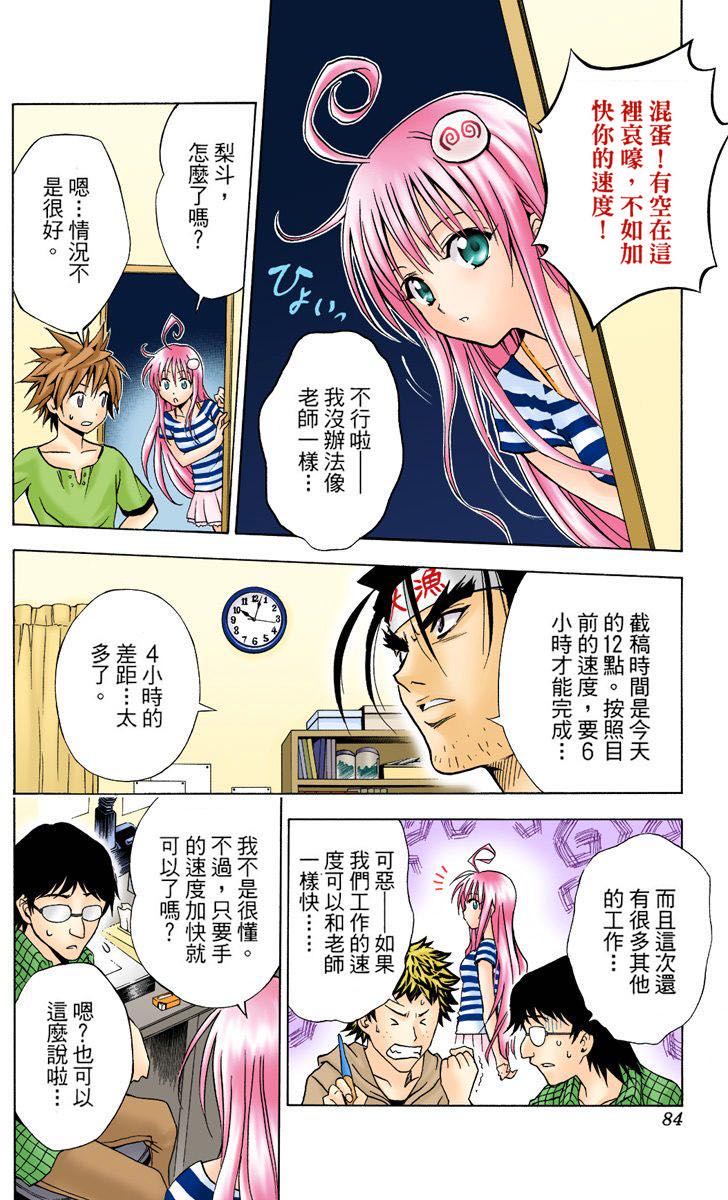 混蛋！有空在這
裡哀嚎，不如加
快你的速度！
ひょいっ
不行啦——
我沒辦法像
老師一樣…
梨斗，
怎麼了嗎？
嗯…情況不
是很好。
大漁
截稿時間是今天
的12點。按照目
前的速度，要6
小時才能完成…
4小時的
差距…太
多了。
而且這次還
有很多其他
的工作…
可惡——如果
我們工作的速
度可以和老師
一樣快……
我不是很懂。
不過，只要手
的速度加快就
可以了嗎？
嗯？也可以
這麼說啦…
84